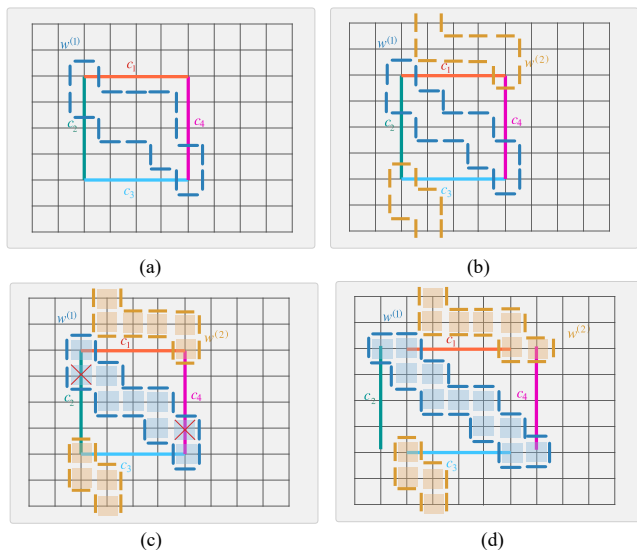 w⁽¹⁾
c₁
c₂
c₄
c₃
(a)
w⁽¹⁾
c₁
w⁽²⁾
c₂
c₄
c₃
(b)
w⁽¹⁾
c₁
w⁽²⁾
c₂
c₄
c₃
(c)
w⁽¹⁾
c₁
w⁽²⁾
c₂
c₄
c₃
(d)